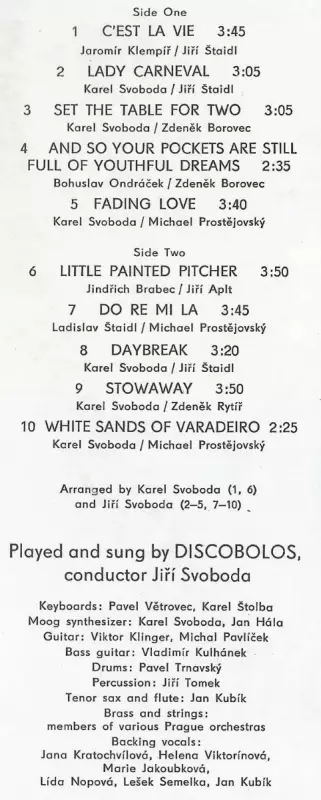 Side One
1 C'EST LA VIE 3:45
Jaromír Klempíř / Jiří Štaidl
2 LADY CARNEVAL 3:05
Karel Svoboda / Jiří Štaidl
3 SET THE TABLE FOR TWO 3:05
Karel Svoboda / Zdeněk Borovec
4 AND SO YOUR POCKETS ARE STILL
FULL OF YOUTHFUL DREAMS 2:35
Bohuslav Ondráček / Zdeněk Borovec
5 FADING LOVE 3:40
Karel Svoboda / Michael Prostějovský
Side Two
6 LITTLE PAINTED PITCHER 3:50
Jindřich Brabec / Jiří Aplt
7 DO RE MI LA 3:45
Ladislav Štaidl / Michael Prostějovský
8 DAYBREAK 3:20
Karel Svoboda / Jiří Štaidl
9 STOWAWAY 3:50
Karel Svoboda / Zdeněk Rytíř
10 WHITE SANDS OF VARADEIRO 2:25
Karel Svoboda / Michael Prostějovský
Arranged by Karel Svoboda (1, 6)
and Jiří Svoboda (2–5, 7–10)
Played and sung by DISCOBOLOS,
conductor Jiří Svoboda
Keyboards: Pavel Větrovec, Karel Štolba
Moog synthesizer: Karel Svoboda, Jan Hála
Guitar: Viktor Klinger, Michal Pavlíček
Bass guitar: Vladimír Kulhánek
Drums: Pavel Trnavský
Percussion: Jiří Tomek
Tenor sax and flute: Jan Kubík
Brass and strings:
members of various Prague orchestras
Backing vocals:
Jana Kratochvílová, Helena Viktorínová,
Marie Jakoubková,
Lída Nopová, Lešek Semelka, Jan Kubík